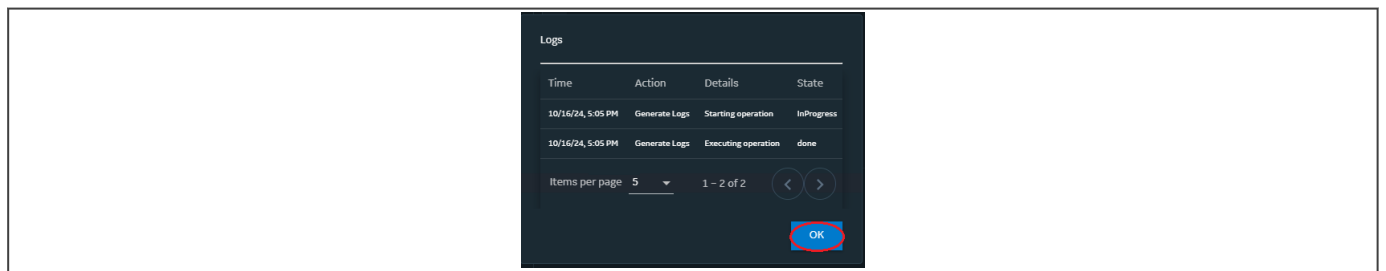 Logs
Time Action Details State
10/16/24, 5:05 PM Generate Logs Starting operation InProgress
10/16/24, 5:05 PM Generate Logs Executing operation done
Items per page 5 1 – 2 of 2
OK